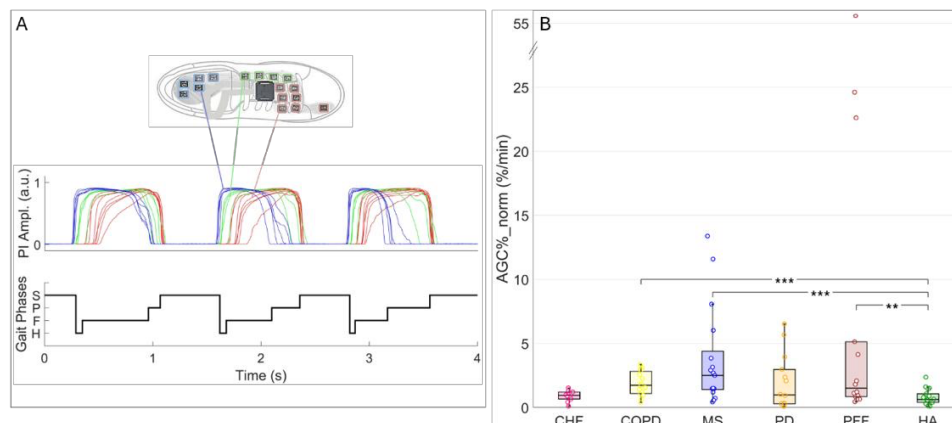 A
PI Ampl. (a.u.)
1
0
Gait Phases
S
P
F
H
0
1
2
3
4
Time (s)
B
AGC%_norm (%/min)
55
25
20
15
10
5
0
***
***
**
CHF
COPD
MS
PD
PFF
HA